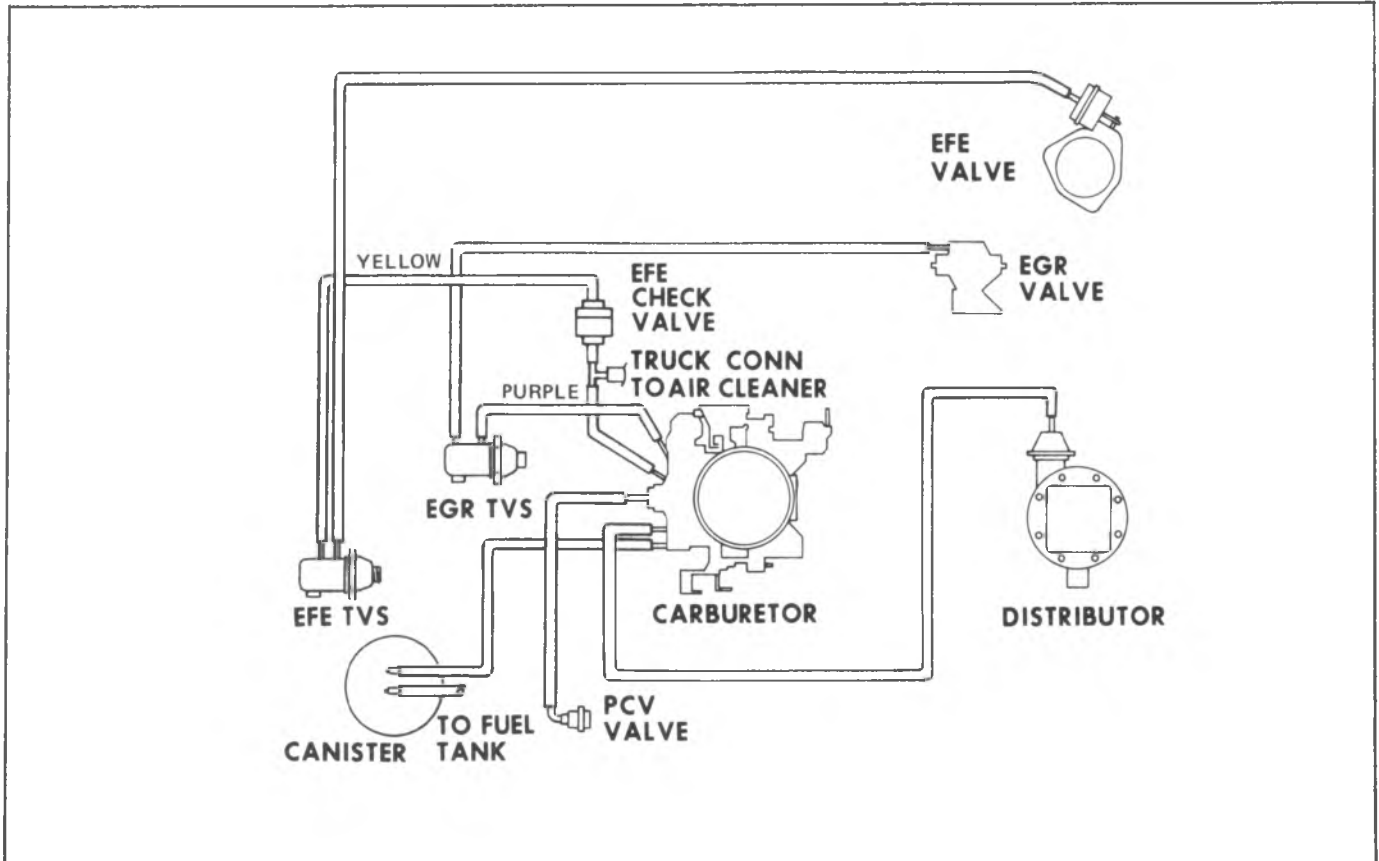 EFE
VALVE
YELLOW
EFE
CHECK
VALVE
EGR
VALVE
TRUCK CONN
TO AIR CLEANER
PURPLE
EGR TVS
EFE TVS
CARBURETOR
DISTRIBUTOR
PCV
VALVE
TO FUEL
TANK
CANISTER